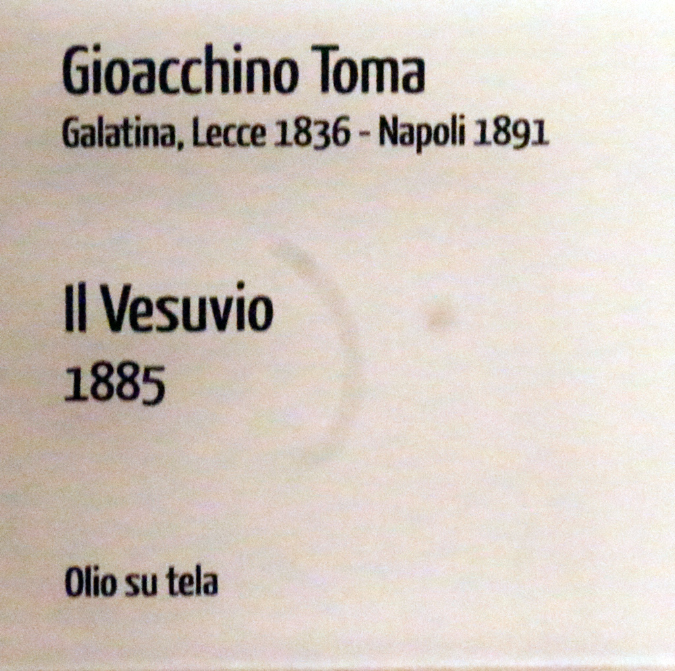 Gioacchino Toma
Galatina, Lecce 1836 - Napoli 1891
Il Vesuvio
1885
Olio su tela